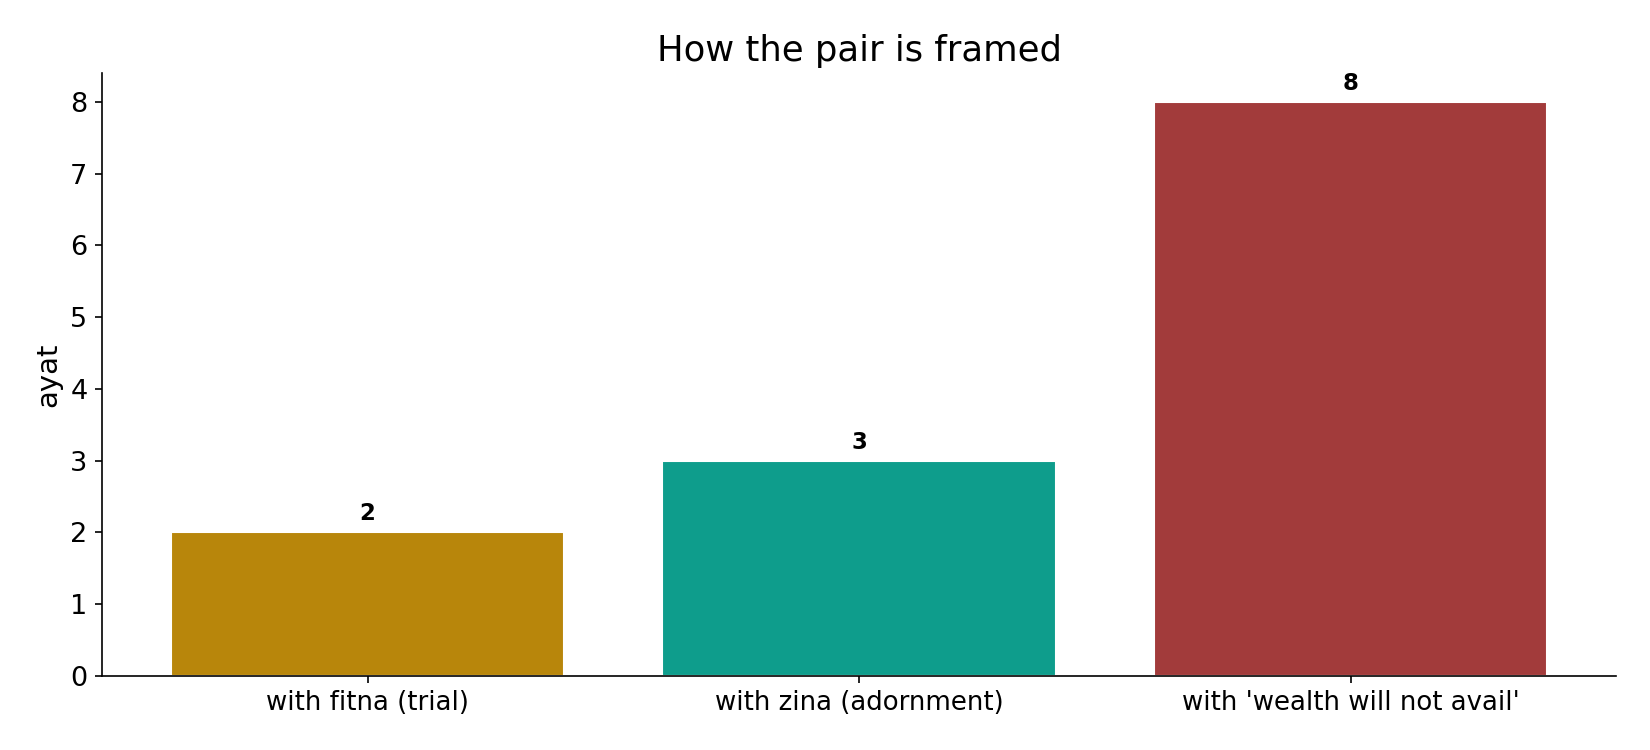 How the pair is framed
ayat
8
7
6
5
4
3
2
1
0
2
3
8
with fitna (trial)
with zina (adornment)
with 'wealth will not avail'